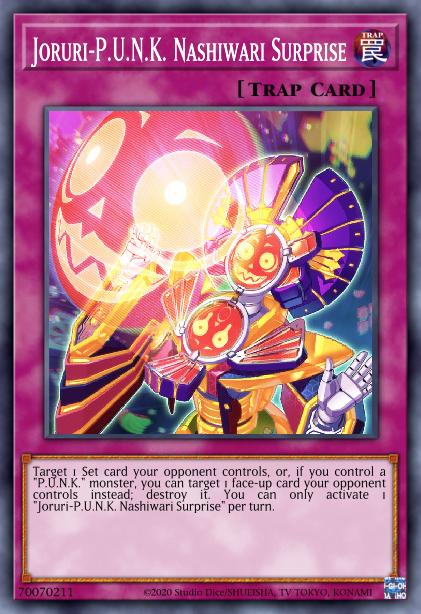 JORURI-P.U.N.K. NASHIWARI SURPRISE
TRAP
罠
[TRAP CARD]
Target 1 Set card your opponent controls, or, if you control a
"P.U.N.K." monster, you can target 1 face-up card your opponent
controls instead; destroy it. You can only activate 1
"Joruri-P.U.N.K. Nashiwari Surprise" per turn.
70070211
©2020 Studio Dice/SHUEISHA, TV TOKYO, KONAMI